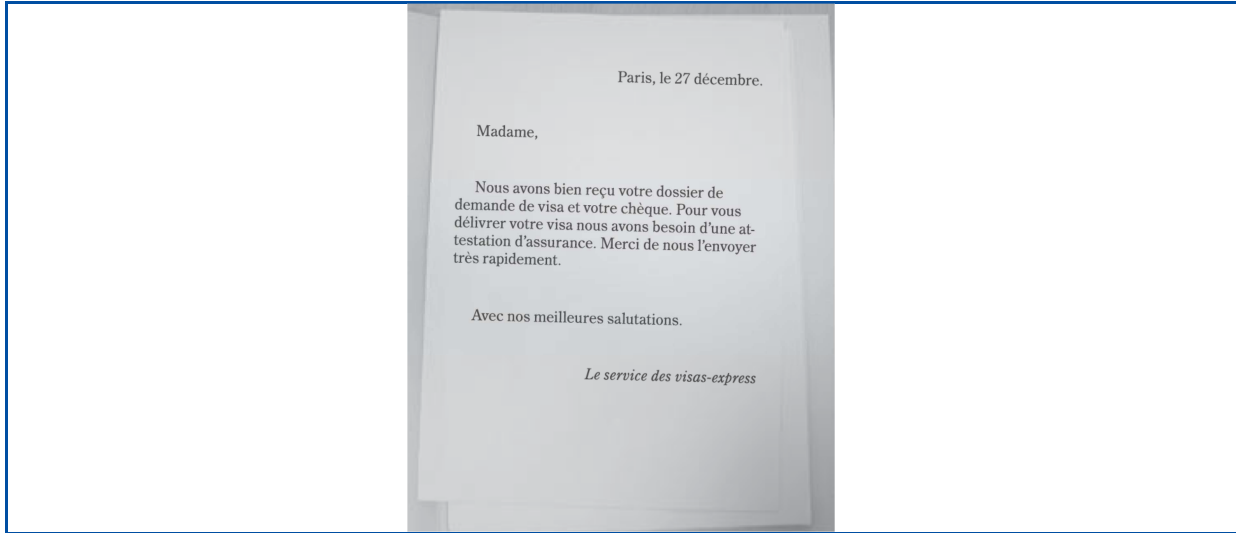 Paris, le 27 décembre.
Madame,
Nous avons bien reçu votre dossier de
demande de visa et votre chèque. Pour vous
délivrer votre visa nous avons besoin d'une at-
testation d'assurance. Merci de nous l'envoyer
très rapidement.
Avec nos meilleures salutations.
Le service des visas-express